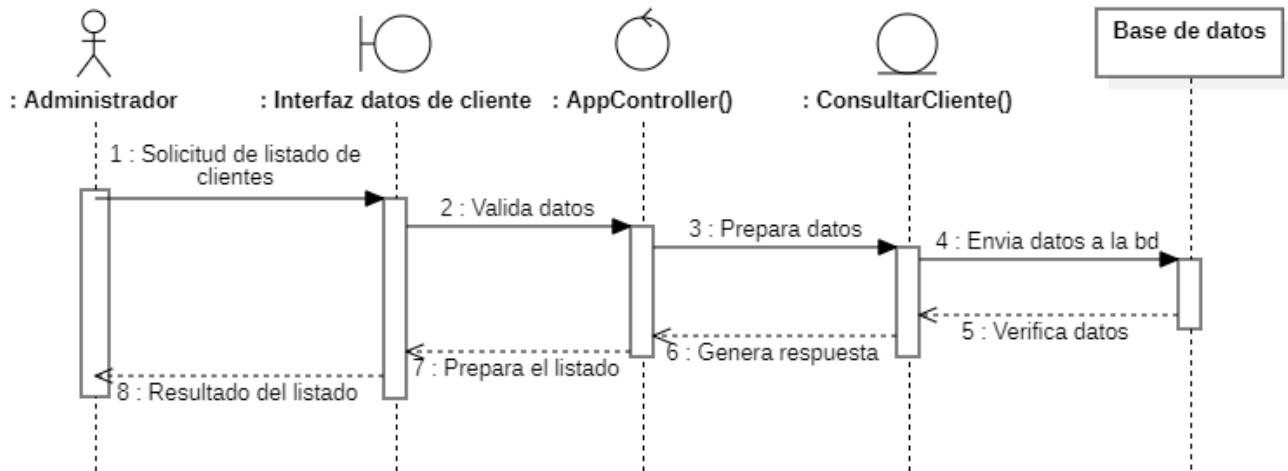 Base de datos
: Administrador
: Interfaz datos de cliente
: AppController()
: ConsultarCliente()
1 : Solicitud de listado de
clientes
2 : Valida datos
3 : Prepara datos
4 : Envia datos a la bd
5 : Verifica datos
6 : Genera respuesta
7 : Prepara el listado
8 : Resultado del listado